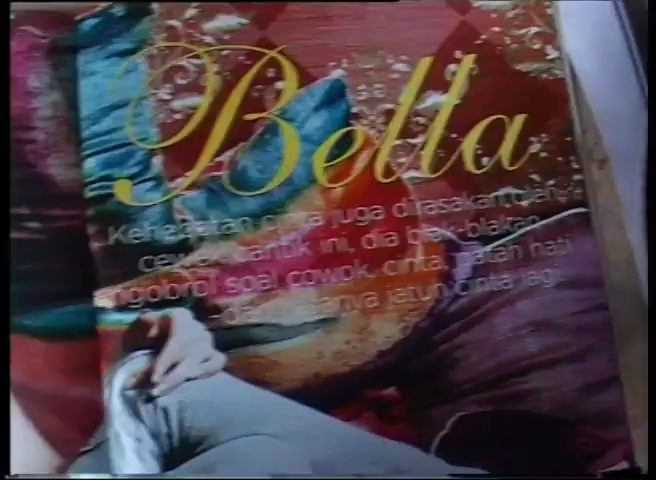 Bella
cinta juga dirasakan oleh
cewek cantik ini, dia blak-blakan
ngobrol soal cowok, cinta, patah hati
jatuh cinta lagi